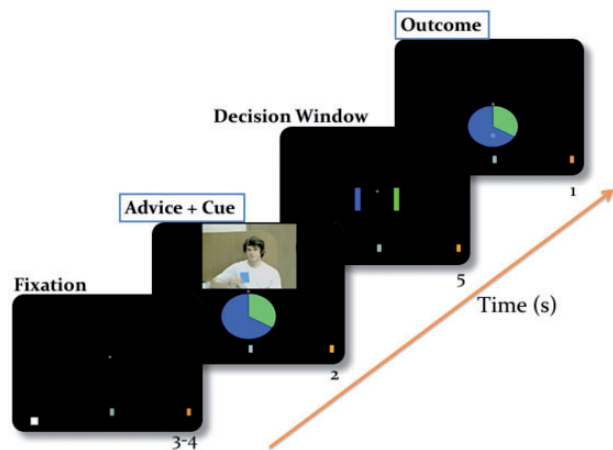 Outcome
Decision Window
Advice + Cue
Fixation
1
5
Time (s)
2
3-4